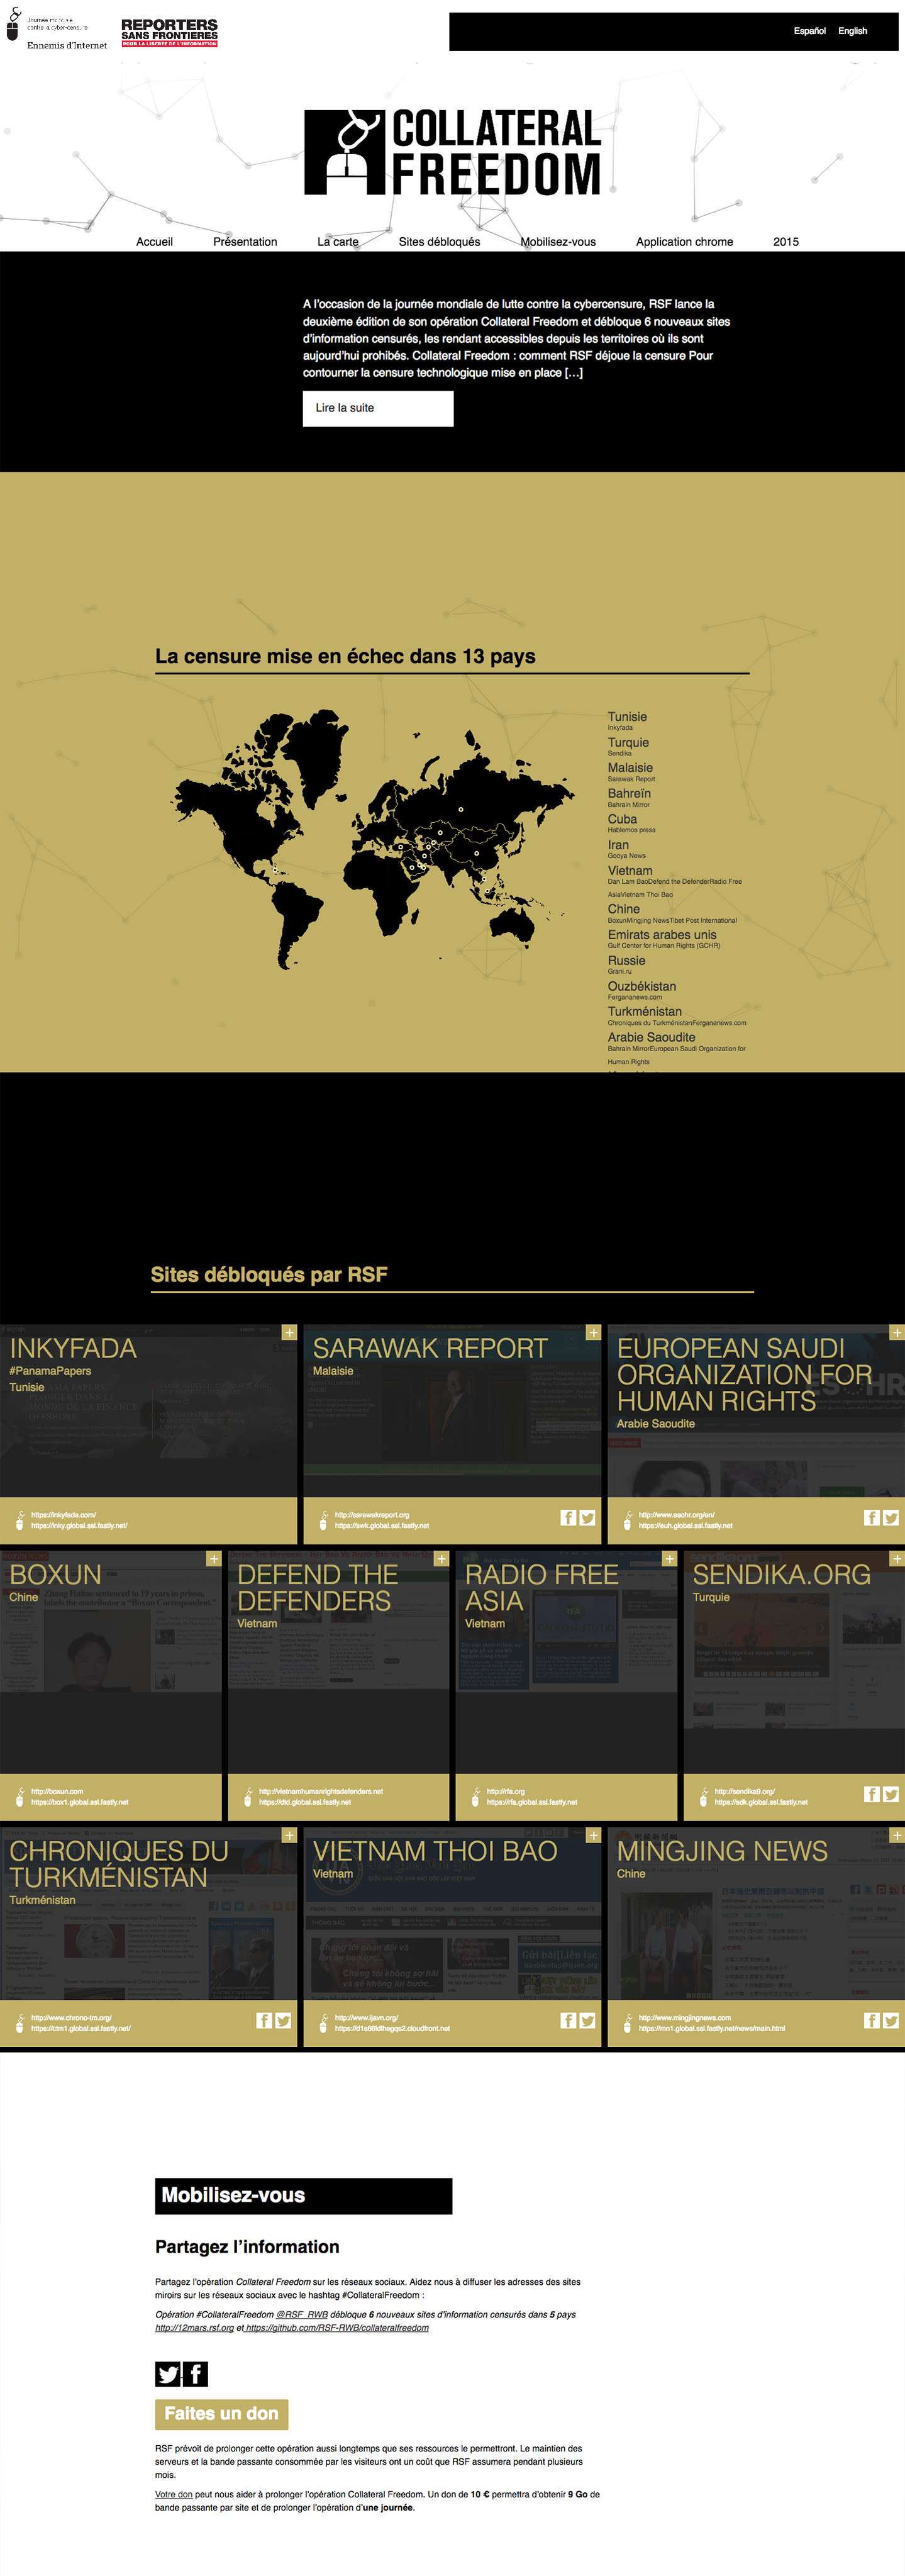 Journée mondiale
contre la cyber-censure
Ennemis d'Internet
REPORTERS
SANS FRONTIERES
POUR LA LIBERTE DE L'INFORMATION
Español English
COLLATERAL
FREEDOM
Accueil Présentation La carte Sites débloqués Mobilisez-vous Application chrome 2015
A l'occasion de la journée mondiale de lutte contre la cybercensure, RSF lance la
deuxième édition de son opération Collateral Freedom et débloque 6 nouveaux sites
d'information censurés, les rendant accessibles depuis les territoires où ils sont
aujourd'hui prohibés. Collateral Freedom : comment RSF déjoue la censure Pour
contourner la censure technologique mise en place […]
Lire la suite
La censure mise en échec dans 13 pays
Tunisie
Inkyfada
Turquie
Sendika
Malaisie
Sarawak Report
Bahreïn
Bahrain Mirror
Cuba
Hablemos press
Iran
Gooya News
Vietnam
Dan Lam BaoDefend the DefenderRadio Free
AsiaVietnam Thoi Bao
Chine
BoxunMingjing NewsTibet Post International
Emirats arabes unis
Gulf Center for Human Rights (GCHR)
Russie
Grani.ru
Ouzbékistan
Fergananews.com
Turkménistan
Chroniques du TurkménistanFergananews.com
Arabie Saoudite
Bahrain MirrorEuropean Saudi Organization for
Human Rights
Sites débloqués par RSF
INKYFADA
#PanamaPapers
Tunisie
https://inkyfada.com/
https://inky.global.ssl.fastly.net/
SARAWAK REPORT
Malaisie
http://sarawakreport.org
https://swk.global.ssl.fastly.net
EUROPEAN SAUDI
ORGANIZATION FOR
HUMAN RIGHTS
Arabie Saoudite
http://www.esohr.org/en/
https://euh.global.ssl.fastly.net
BOXUN
Chine
http://boxun.com
https://box1.global.ssl.fastly.net
DEFEND THE
DEFENDERS
Vietnam
http://vietnamhumanrightsdefenders.net
https://dtd.global.ssl.fastly.net
RADIO FREE
ASIA
Vietnam
http://rfa.org
https://rfa.global.ssl.fastly.net
SENDIKA.ORG
Turquie
http://sendika9.org/
https://sdk.global.ssl.fastly.net
CHRONIQUES DU
TURKMÉNISTAN
Turkménistan
http://www.chrono-tm.org/
https://ctm1.global.ssl.fastly.net/
VIETNAM THOI BAO
Vietnam
http://www.ijavn.org/
MINGJING NEWS
Chine
http://www.mingjingnews.com
https://mn1.global.ssl.fastly.net/news/main.html
Mobilisez-vous
Partagez l'information
Partagez l'opération Collateral Freedom sur les réseaux sociaux. Aidez nous à diffuser les adresses des sites
miroirs sur les réseaux sociaux avec le hashtag #CollateralFreedom :
Opération #CollateralFreedom @RSF_RWB débloque 6 nouveaux sites d'information censurés dans 5 pays
http://12mars.rsf.org et https://github.com/RSF-RWB/collateralfreedom
Faites un don
RSF prévoit de prolonger cette opération aussi longtemps que ses ressources le permettront. Le maintien des
serveurs et la bande passante consommée par les visiteurs ont un coût que RSF assumera pendant plusieurs
mois.
Votre don peut nous aider à prolonger l'opération Collateral Freedom. Un don de 10 € permettra d'obtenir 9 Go de
bande passante par site et de prolonger l'opération d'une journée.